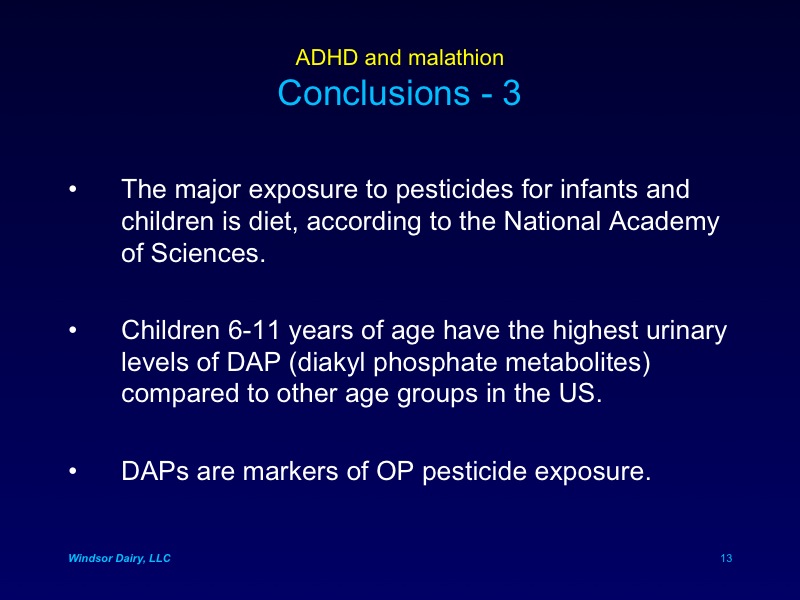 ADHD and malathion
Conclusions - 3
• The major exposure to pesticides for infants and
children is diet, according to the National Academy
of Sciences.
• Children 6-11 years of age have the highest urinary
levels of DAP (diakyl phosphate metabolites)
compared to other age groups in the US.
• DAPs are markers of OP pesticide exposure.
Windsor Dairy, LLC
13